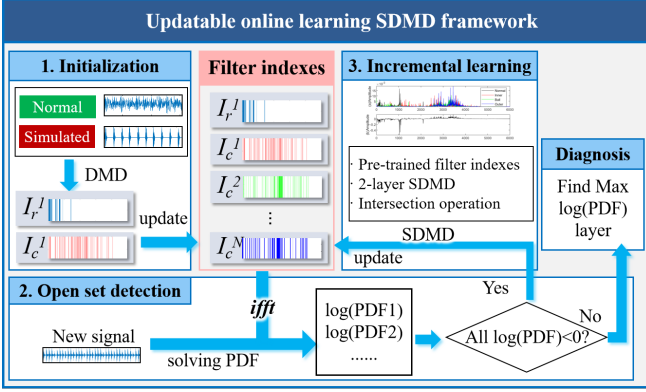 Updatable online learning SDMD framework
1. Initialization
Normal
Simulated
DMD
I_r^1
I_c^1
update
Filter indexes
I_r^1
I_c^1
I_c^2
⋮
I_c^N
3. Incremental learning
· Pre-trained filter indexes
· 2-layer SDMD
· Intersection operation
SDMD
update
Diagnosis
Find Max
log(PDF)
layer
2. Open set detection
New signal
ifft
solving PDF
log(PDF1)
log(PDF2)
......
All log(PDF)<0?
Yes
No